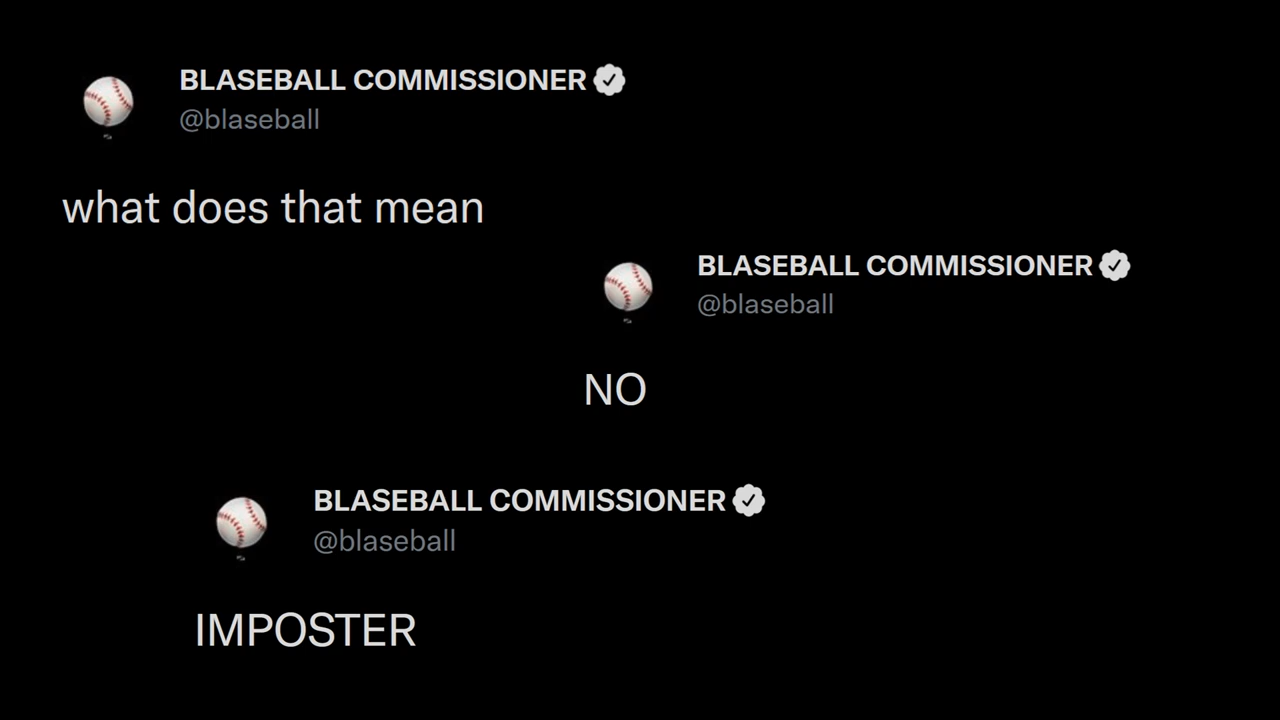 BLASEBALL COMMISSIONER
@blaseball
what does that mean
BLASEBALL COMMISSIONER
@blaseball
NO
BLASEBALL COMMISSIONER
@blaseball
IMPOSTER